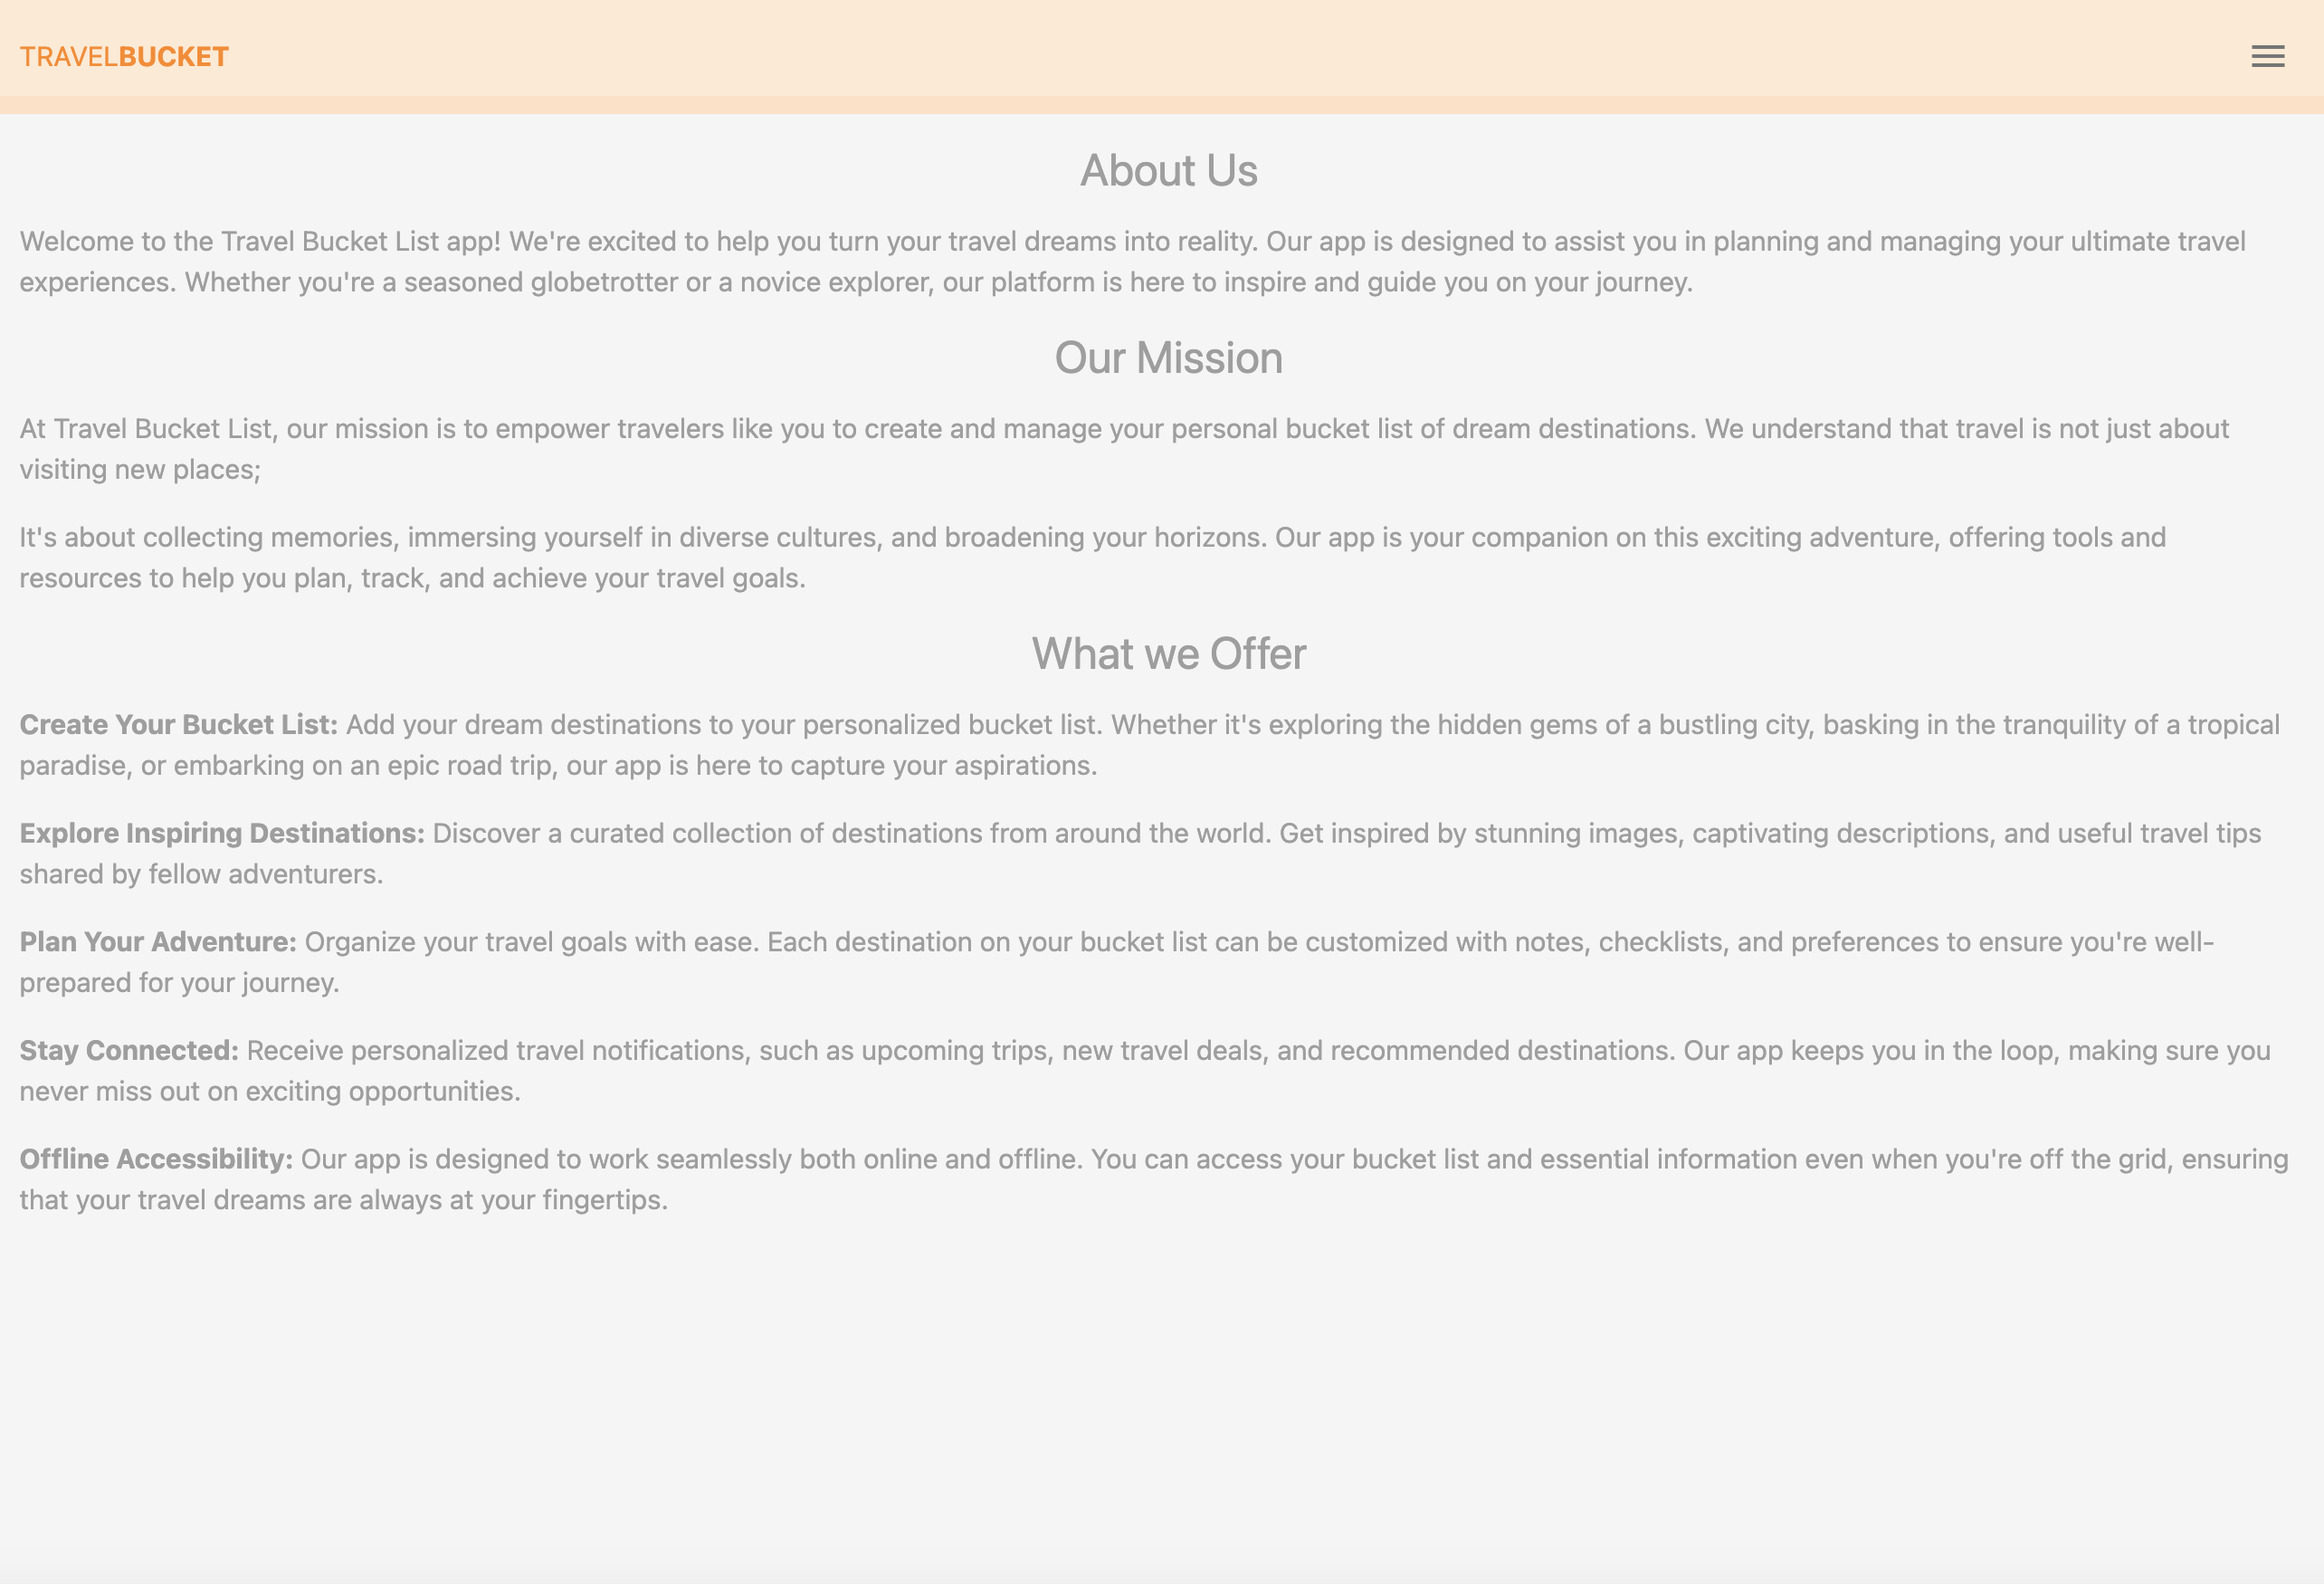 TRAVELBUCKET
About Us
Welcome to the Travel Bucket List app! We're excited to help you turn your travel dreams into reality. Our app is designed to assist you in planning and managing your ultimate travel
experiences. Whether you're a seasoned globetrotter or a novice explorer, our platform is here to inspire and guide you on your journey.
Our Mission
At Travel Bucket List, our mission is to empower travelers like you to create and manage your personal bucket list of dream destinations. We understand that travel is not just about
visiting new places;
It's about collecting memories, immersing yourself in diverse cultures, and broadening your horizons. Our app is your companion on this exciting adventure, offering tools and
resources to help you plan, track, and achieve your travel goals.
What we Offer
Create Your Bucket List: Add your dream destinations to your personalized bucket list. Whether it's exploring the hidden gems of a bustling city, basking in the tranquility of a tropical
paradise, or embarking on an epic road trip, our app is here to capture your aspirations.
Explore Inspiring Destinations: Discover a curated collection of destinations from around the world. Get inspired by stunning images, captivating descriptions, and useful travel tips
shared by fellow adventurers.
Plan Your Adventure: Organize your travel goals with ease. Each destination on your bucket list can be customized with notes, checklists, and preferences to ensure you're well-
prepared for your journey.
Stay Connected: Receive personalized travel notifications, such as upcoming trips, new travel deals, and recommended destinations. Our app keeps you in the loop, making sure you
never miss out on exciting opportunities.
Offline Accessibility: Our app is designed to work seamlessly both online and offline. You can access your bucket list and essential information even when you're off the grid, ensuring
that your travel dreams are always at your fingertips.